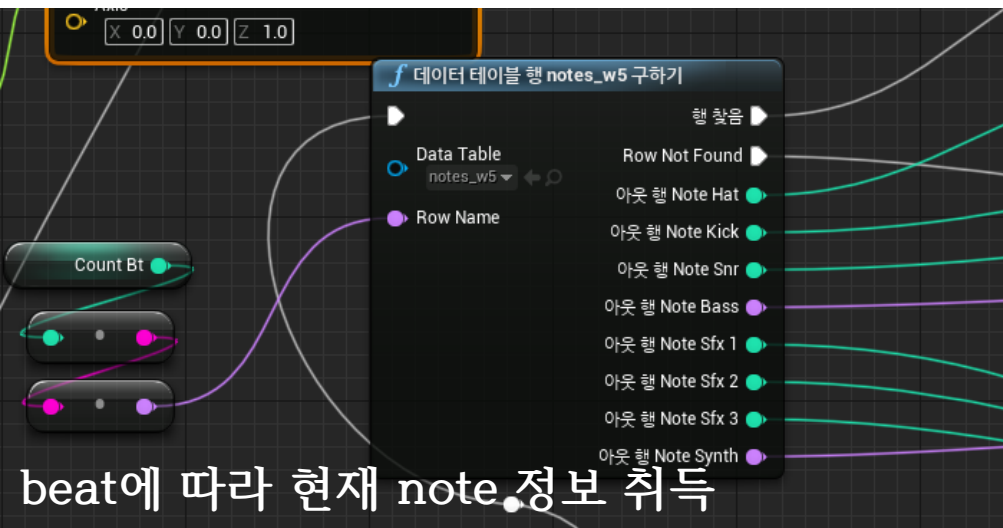 Axis
X 0.0 Y 0.0 Z 1.0
f 데이터 테이블 행 notes_w5 구하기
행 찾음
Data Table
notes_w5
Row Not Found
아웃 행 Note Hat
Row Name
아웃 행 Note Kick
Count Bt
아웃 행 Note Snr
아웃 행 Note Bass
아웃 행 Note Sfx 1
아웃 행 Note Sfx 2
아웃 행 Note Sfx 3
아웃 행 Note Synth
beat에 따라 현재 note 정보 취득